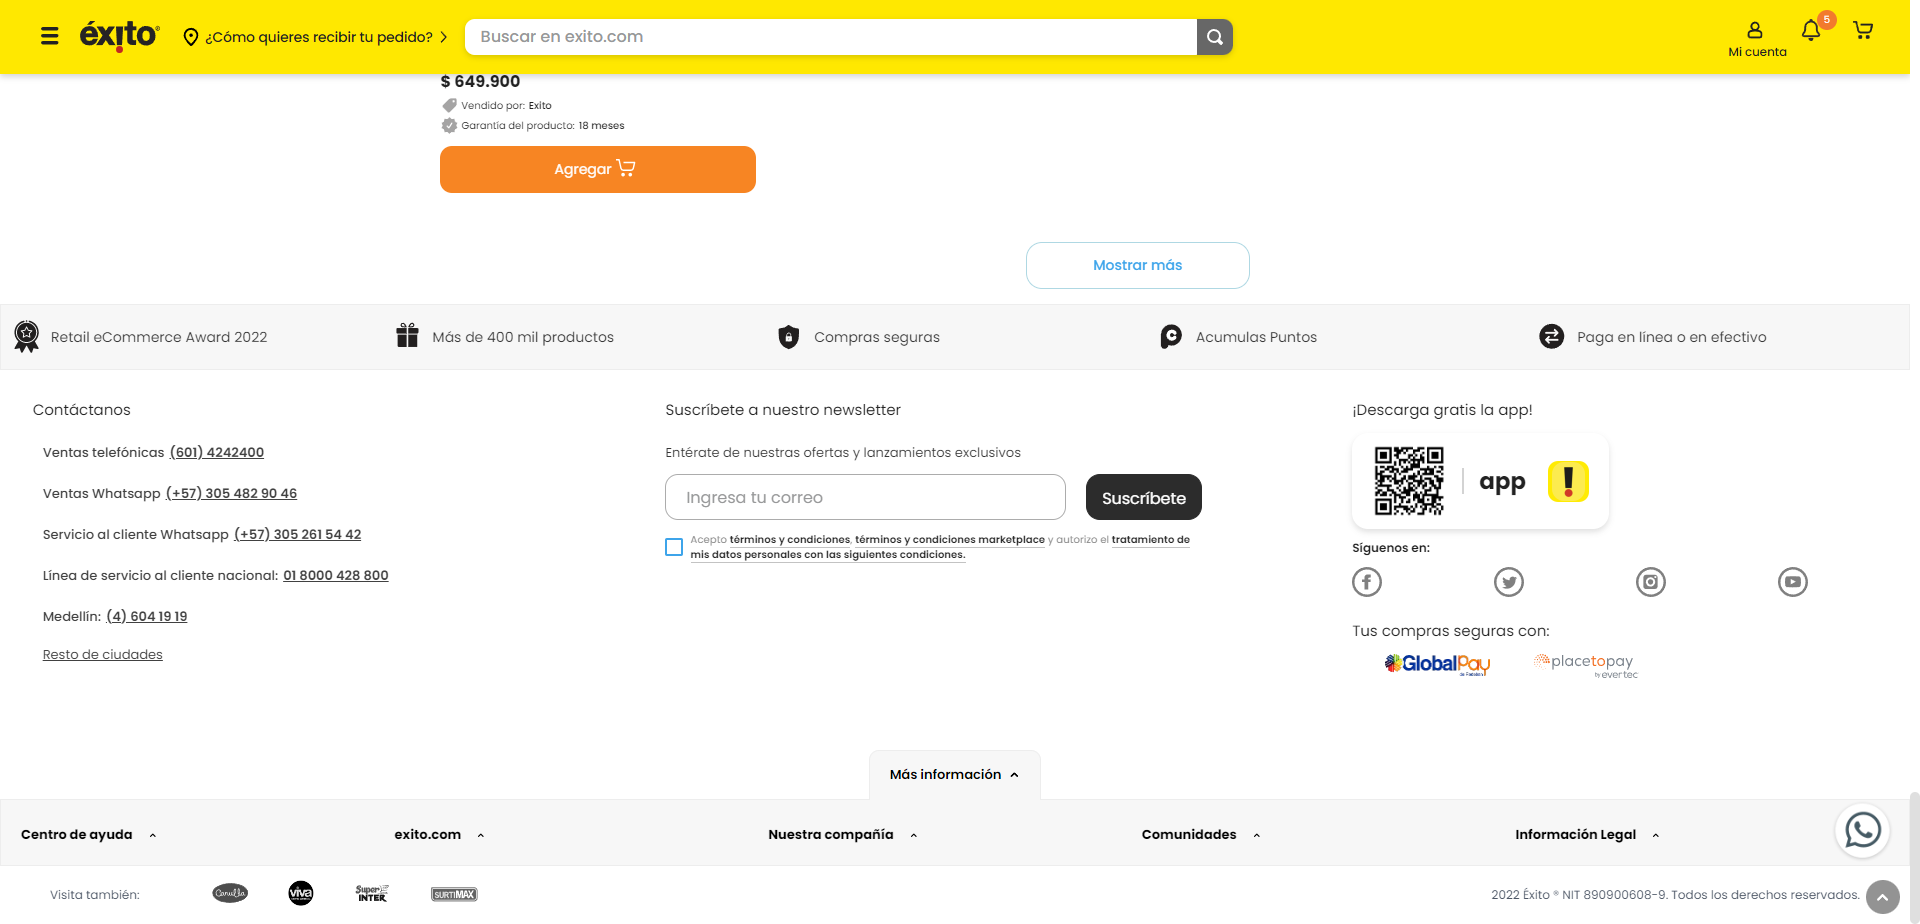 éxito
¿Cómo quieres recibir tu pedido?
Buscar en exito.com
Mi cuenta
5
$ 649.900
Vendido por: Exito
Garantía del producto: 18 meses
Agregar
Mostrar más
Retail eCommerce Award 2022
Más de 400 mil productos
Compras seguras
Acumulas Puntos
Paga en línea o en efectivo
Contáctanos
Ventas telefónicas (601) 4242400
Ventas Whatsapp (+57) 305 482 90 46
Servicio al cliente Whatsapp (+57) 305 261 54 42
Línea de servicio al cliente nacional: 01 8000 428 800
Medellín: (4) 604 19 19
Resto de ciudades
Suscríbete a nuestro newsletter
Entérate de nuestras ofertas y lanzamientos exclusivos
Ingresa tu correo
Suscríbete
Acepto términos y condiciones, términos y condiciones marketplace y autorizo el tratamiento de
mis datos personales con las siguientes condiciones.
¡Descarga gratis la app!
app
Síguenos en:
Tus compras seguras con:
GlobalPay
de Redeban
placetopay
by evertec
Más información
Centro de ayuda
exito.com
Nuestra compañía
Comunidades
Información Legal
Visita también:
Carulla
viva
Super INTER
SURTIMAX
2022 Éxito ® NIT 890900608-9. Todos los derechos reservados.